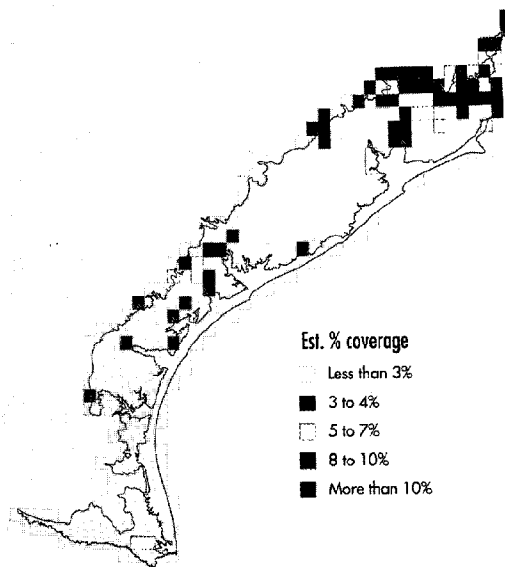 Est. % coverage
Less than 3%
3 to 4%
5 to 7%
8 to 10%
More than 10%